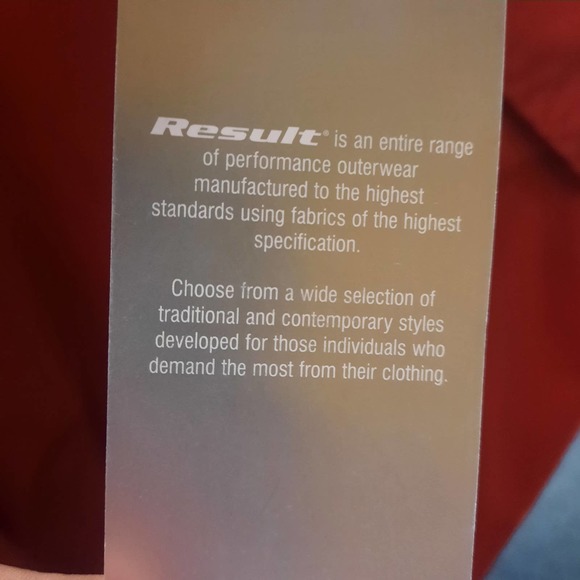 Result® is an entire range
of performance outerwear
manufactured to the highest
standards using fabrics of the highest
specification.
Choose from a wide selection of
traditional and contemporary styles
developed for those individuals who
demand the most from their clothing.